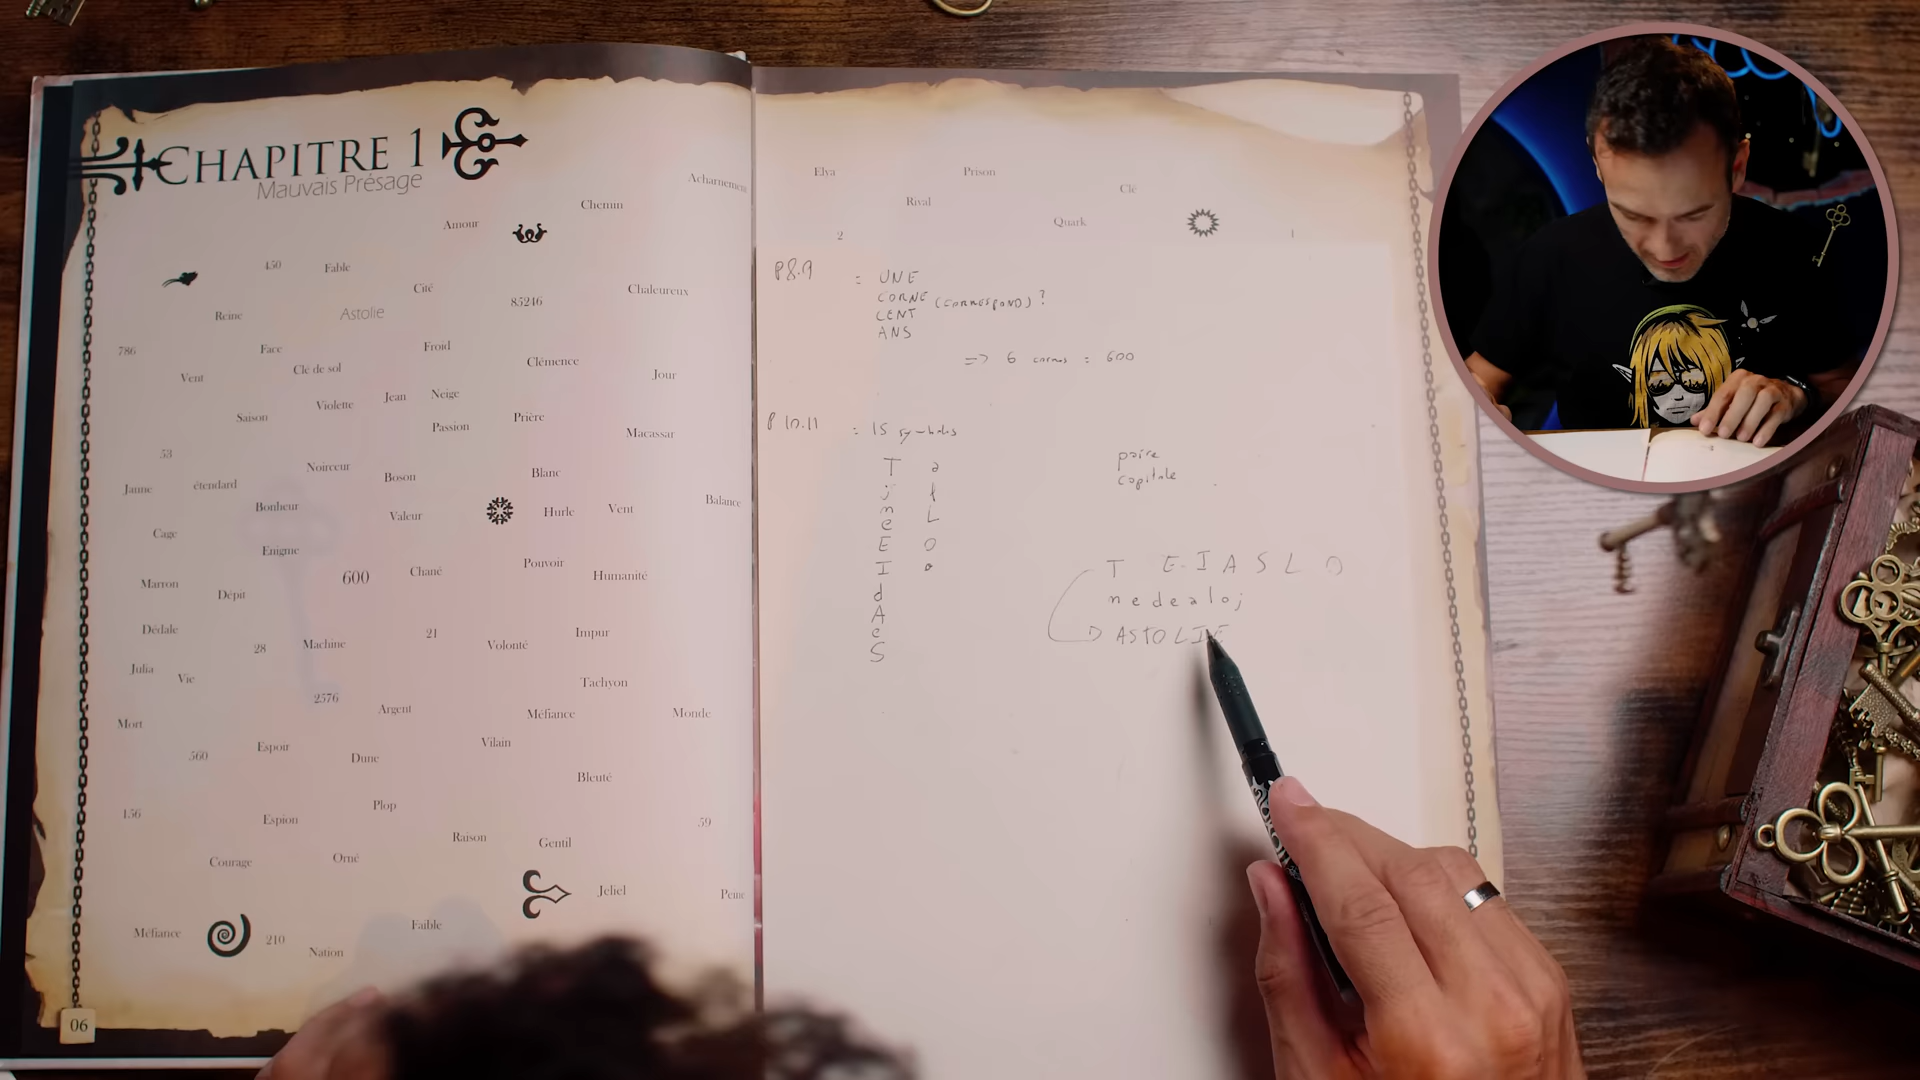 CHAPITRE 1
Mauvais Présage
Acharnement
Chemin
Amour
450
Fable
Cité
Chaleureux
85246
Reine
Astolie
786
Face
Froid
Clémence
Vent
Clé de sol
Jour
Jean
Neige
Violette
Saison
Prière
Passion
Macassar
53
Noirceur
Boson
Blanc
Jaune
étendard
Bonheur
Valeur
Hurle
Vent
Balance
Cage
Enigme
600
Chané
Pouvoir
Humanité
Marron
Dépit
Dédale
28
Machine
21
Volonté
Impur
Julia
Vie
2576
Tachyon
Mort
Argent
Méfiance
Monde
560
Espoir
Dune
Vilain
Bleuté
156
Espion
Plop
59
Raison
Gentil
Courage
Orné
Jeliel
Peine
Méfiance
210
Faible
Nation
06
Elya
Prison
Clé
Rival
Quark
2
1
P 8.9 = UNE
CORNE (CORRESPOND) ?
CENT
ANS
=> 6 cornes = 600
P 10.11 = 15 symboles
T a
j t
n L
e
E O
I o
d
A
e
S
paire
capitale
T E I A S L O
n e d e a l o j
ASTOLIE